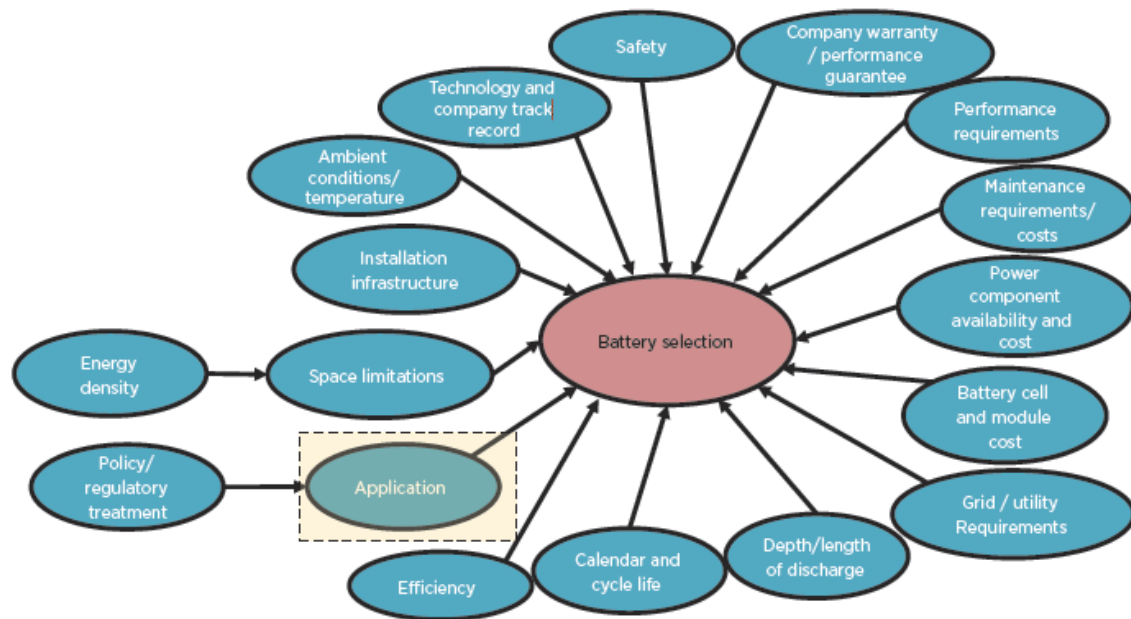 Safety
Company warranty
/ performance
guarantee
Technology and
company track
record
Performance
requirements
Ambient
conditions/
temperature
Maintenance
requirements/
costs
Installation
infrastructure
Power
component
availability and
cost
Battery selection
Energy
density
Space limitations
Battery cell
and module
cost
Policy/
regulatory
treatment
Application
Grid / utility
Requirements
Depth/length
of discharge
Calendar and
cycle life
Efficiency